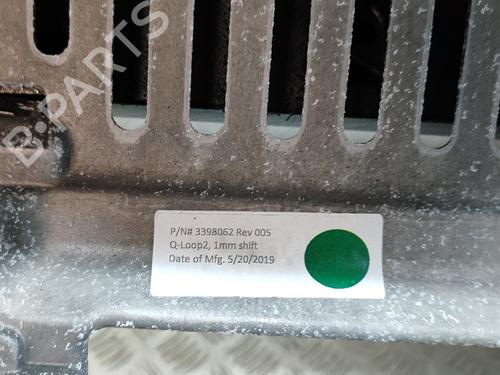 B-PARTS
P/N# 3398062 Rev 005
Q-Loop2, 1mm shift
Date of Mfg. 5/20/2019